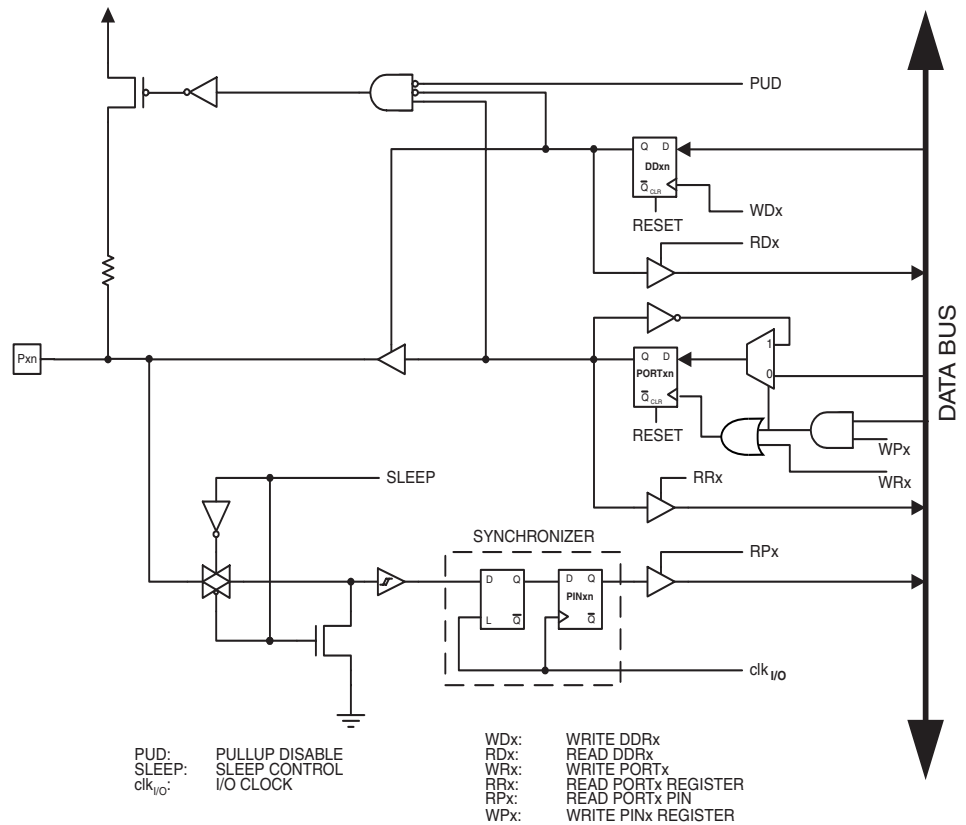 PUD
Q D
DDxn
Q CLR
WDx
RESET
RDx
Pxn
1
Q D
PORTxn
0
Q CLR
RESET
WPx
WRx
DATA BUS
SLEEP
RRx
SYNCHRONIZER
RPx
D Q
D Q
PINxn
L Q
Q
clk I/O
PUD: PULLUP DISABLE
SLEEP: SLEEP CONTROL
clkI/O: I/O CLOCK
WDx: WRITE DDRx
RDx: READ DDRx
WRx: WRITE PORTx
RRx: READ PORTx REGISTER
RPx: READ PORTx PIN
WPx: WRITE PINx REGISTER